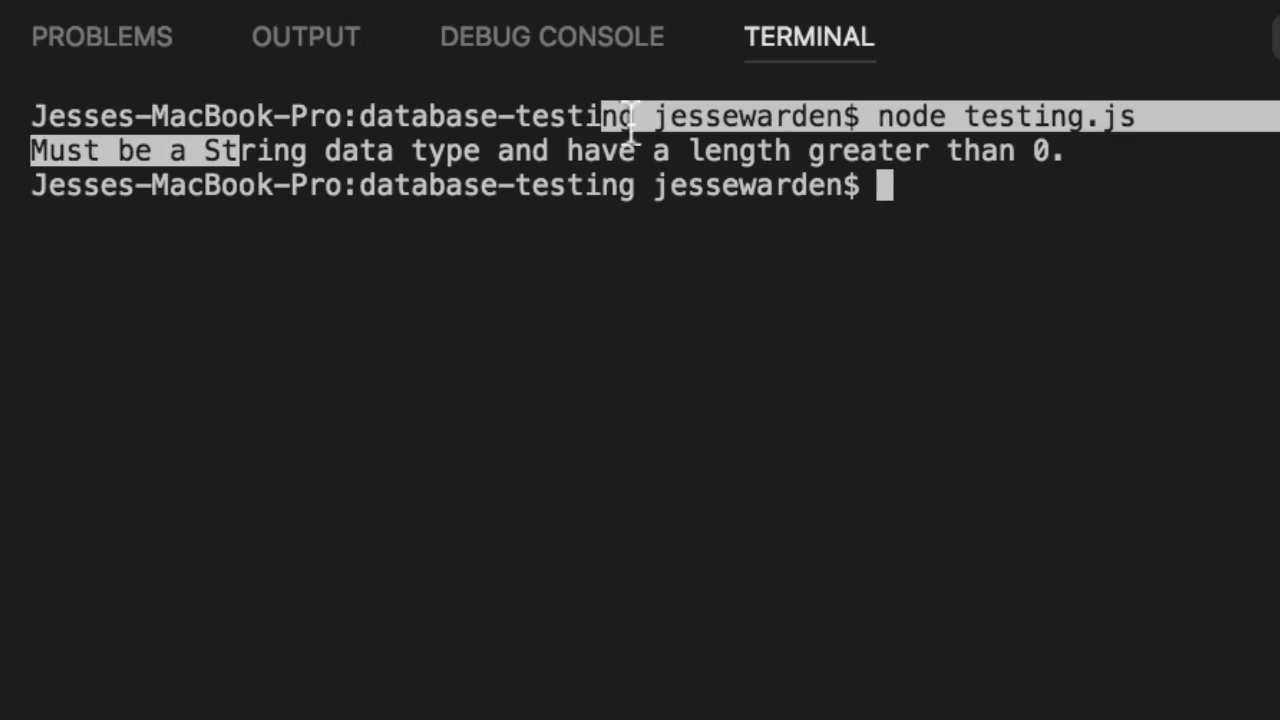 PROBLEMS OUTPUT DEBUG CONSOLE TERMINAL
Jesses-MacBook-Pro:database-testing jessewarden$ node testing.js
Must be a String data type and have a length greater than 0.
Jesses-MacBook-Pro:database-testing jessewarden$